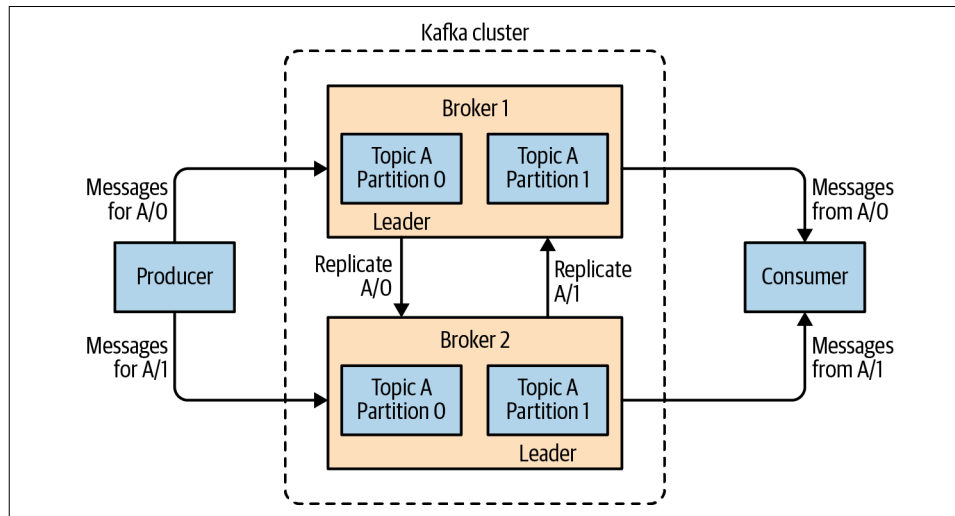 Kafka cluster
Broker 1
Topic A
Partition 0
Topic A
Partition 1
Leader
Messages
for A/0
Messages
from A/0
Producer
Replicate
A/0
Replicate
A/1
Consumer
Messages
for A/1
Broker 2
Messages
from A/1
Topic A
Partition 0
Topic A
Partition 1
Leader